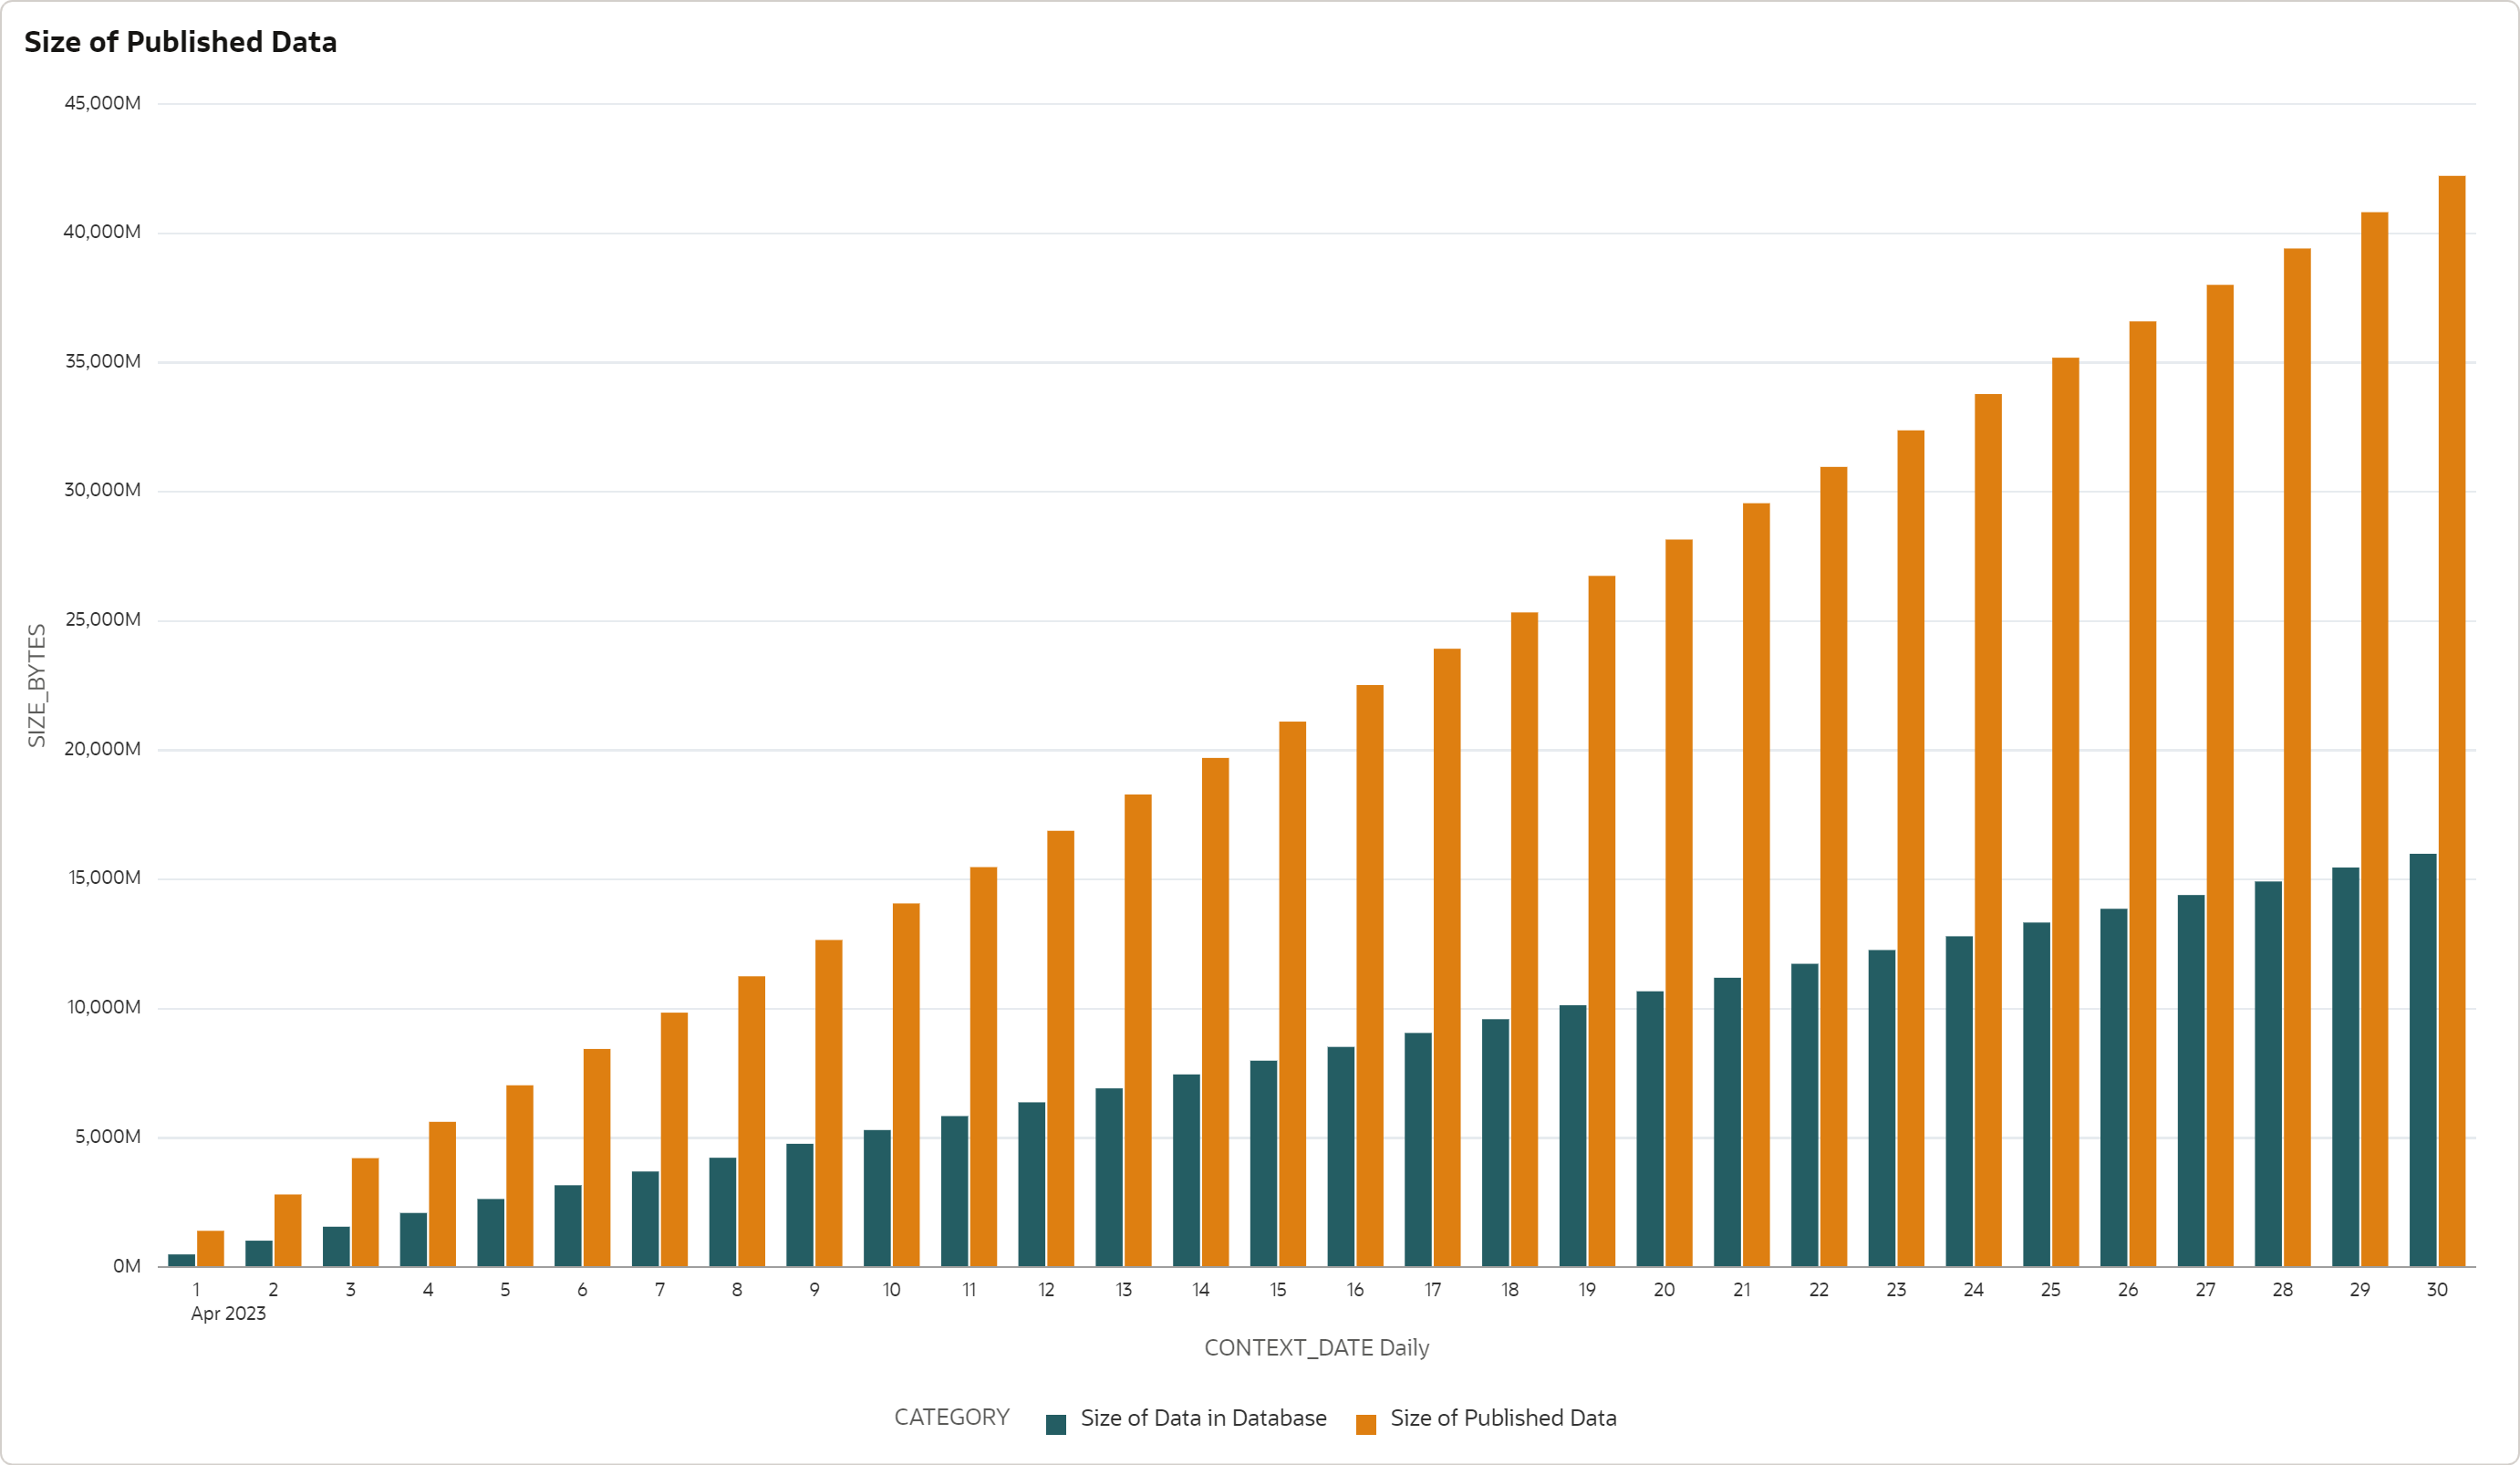 Size of Published Data
45,000M
40,000M
35,000M
30,000M
25,000M
20,000M
15,000M
10,000M
5,000M
0M
SIZE_BYTES
1 2 3 4 5 6 7 8 9 10 11 12 13 14 15 16 17 18 19 20 21 22 23 24 25 26 27 28 29 30
Apr 2023
CONTEXT_DATE Daily
CATEGORY Size of Data in Database Size of Published Data